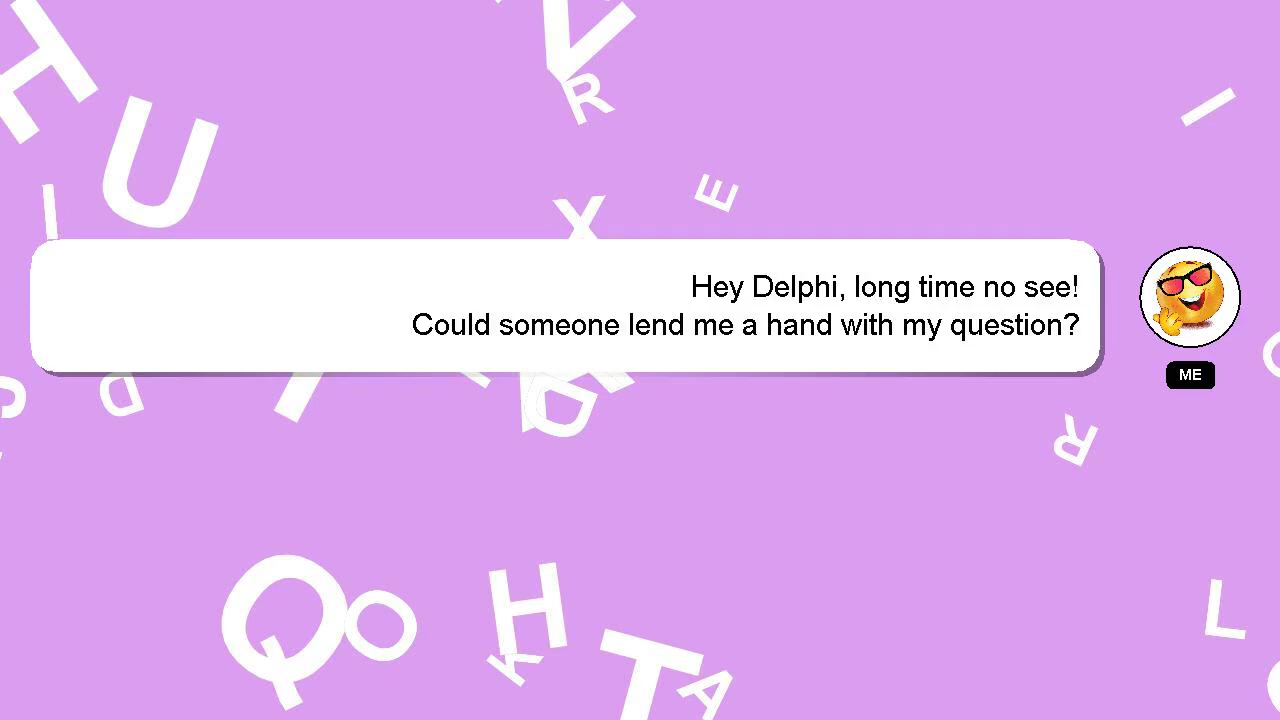 Hey Delphi, long time no see!
Could someone lend me a hand with my question?
ME
H
U
I
V
R
E
X
I
S
D
R
Q
O
H
K
T
A
L